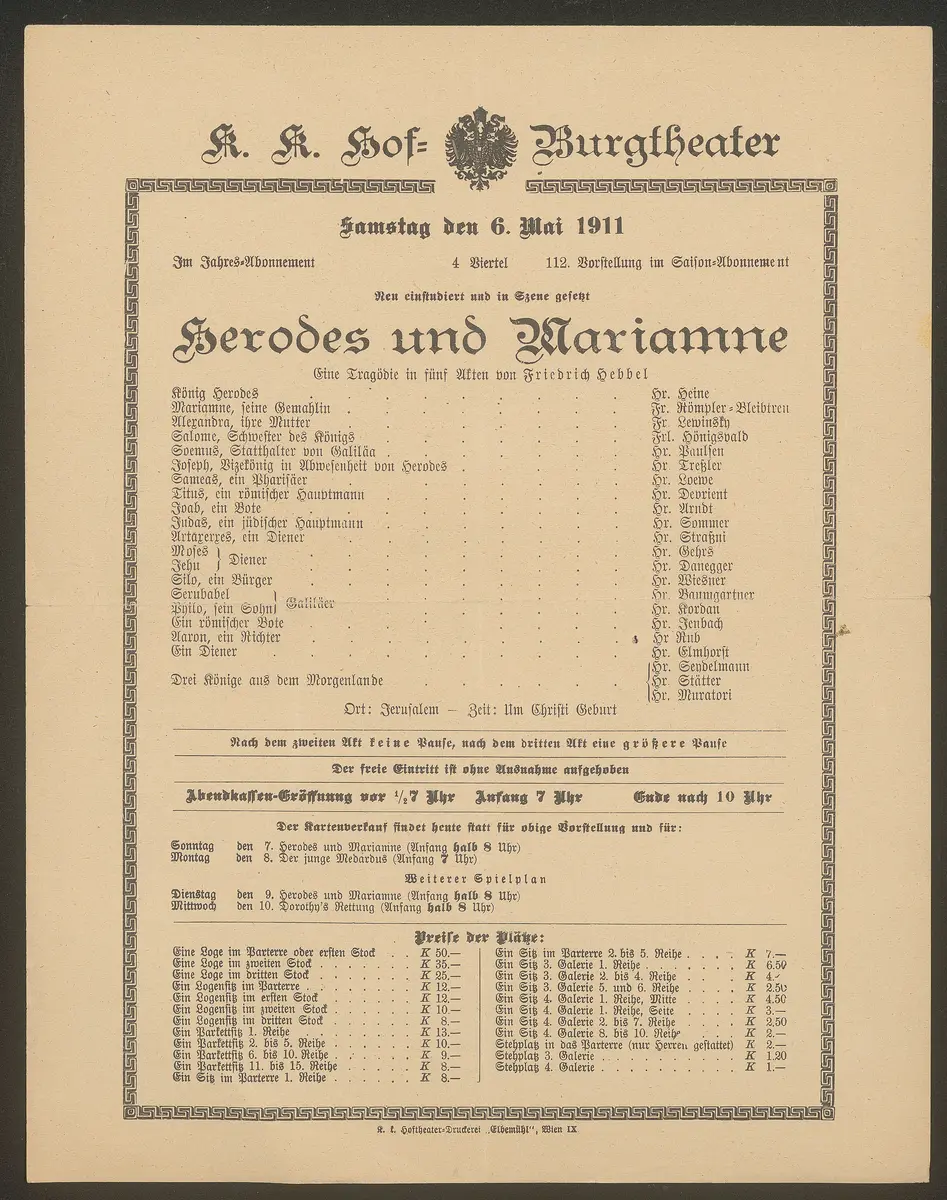 K. K. Hof= Burgtheater
Samstag den 6. Mai 1911
Im Jahres=Abonnement 4 Viertel 112. Vorstellung im Saison=Abonnement
Neu einstudiert und in Szene gesetzt
Herodes und Mariamne
Eine Tragödie in fünf Akten von Friedrich Hebbel
König Herodes . . . . . . . . . Hr. Heine
Mariamne, seine Gemahlin . . . . . . . . Fr. Römpler=Bleibtreu
Alexandra, ihre Mutter . . . . . . . . Fr. Lewinsky
Salome, Schwester des Königs . . . . . . Frl. Hönigsvald
Soemus, Statthalter von Galiläa . . . . . . . Hr. Paulsen
Joseph, Vizekönig in Abwesenheit von Herodes . . . . . Hr. Treßler
Sameas, ein Pharisäer . . . . . . . . Hr. Loewe
Titus, ein römischer Hauptmann . . . . . . . Hr. Devrient
Joab, ein Bote . . . . . . . . . Hr. Arndt
Judas, ein jüdischer Hauptmann . . . . . . . Hr. Sommer
Artaxerxes, ein Diener . . . . . . . . Hr. Straßni
Moses } Diener . . . . . . . . . Hr. Gehrs
Jehu Hr. Danegger
Silo, ein Bürger . . . . . . . . . Hr. Wiesner
Serubabel } Galiläer . . . . . . . . Hr. Baumgartner
Philo, sein Sohn Hr. Kordau
Ein römischer Bote . . . . . . . . . Hr. Jenbach
Aaron, ein Richter . . . . . . . . . Hr Rub
Ein Diener . . . . . . . . . . Hr. Elmhorst
Drei Könige aus dem Morgenlande . . . . . . { Hr. Seydelmann
Hr. Stätter
Hr. Muratori
Ort: Jerusalem — Zeit: Um Christi Geburt
Nach dem zweiten Akt keine Pause, nach dem dritten Akt eine größere Pause
Der freie Eintritt ist ohne Ausnahme aufgehoben
Abendkassen=Eröffnung vor 1/2 7 Uhr Anfang 7 Uhr Ende nach 10 Uhr
Der Kartenverkauf findet heute statt für obige Vorstellung und für:
Sonntag den 7. Herodes und Mariamne (Anfang halb 8 Uhr)
Montag den 8. Der junge Medardus (Anfang 7 Uhr)
Weiterer Spielplan
Dienstag den 9. Herodes und Mariamne (Anfang halb 8 Uhr)
Mittwoch den 10. Dorothy's Rettung (Anfang halb 8 Uhr)
Preise der Plätze:
Eine Loge im Parterre oder ersten Stock . . K 50.—
Eine Loge im zweiten Stock . . . . . . . K 35.—
Eine Loge im dritten Stock . . . . . . . K 25.—
Ein Logensitz im Parterre . . . . . . . K 12.—
Ein Logensitz im ersten Stock . . . . . . K 12.—
Ein Logensitz im zweiten Stock . . . . . K 10.—
Ein Logensitz im dritten Stock . . . . . K 8.—
Ein Parkettsitz 1. Reihe . . . . . . . . K 13.—
Ein Parkettsitz 2. bis 5. Reihe . . . . . K 10.—
Ein Parkettsitz 6. bis 10. Reihe . . . . . K 9.—
Ein Parkettsitz 11. bis 15. Reihe . . . . K 8.—
Ein Sitz im Parterre 1. Reihe . . . . . . K 8.—
Ein Sitz im Parterre 2. bis 5. Reihe . . . . K 7.—
Ein Sitz 3. Galerie 1. Reihe . . . . . . . K 6.50
Ein Sitz 3. Galerie 2. bis 4. Reihe . . . . K 4.-
Ein Sitz 3. Galerie 5. und 6. Reihe . . . . K 2.50
Ein Sitz 4. Galerie 1. Reihe, Mitte . . . . K 4.50
Ein Sitz 4. Galerie 1. Reihe, Seite . . . . K 3.—
Ein Sitz 4. Galerie 2. bis 7. Reihe . . . . K 2,50
Ein Sitz 4. Galerie 8. bis 10. Reihe . . . . K 2.—
Stehplatz in das Parterre (nur Herren gestattet) K 2.—
Stehplatz 3. Galerie . . . . . . . . . . K 1.20
Stehplatz 4. Galerie . . . . . . . . . . K 1.—
K. k. Hoftheater=Druckerei „Elbemühl“, Wien IX